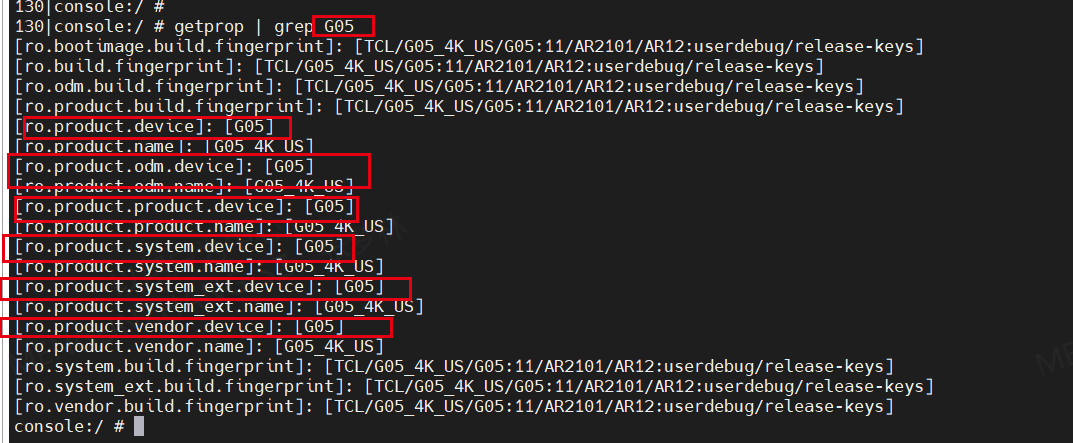 130|console:/ #
130|console:/ # getprop | grep G05
[ro.bootimage.build.fingerprint]: [TCL/G05_4K_US/G05:11/AR2101/AR12:userdebug/release-keys]
[ro.build.fingerprint]: [TCL/G05_4K_US/G05:11/AR2101/AR12:userdebug/release-keys]
[ro.odm.build.fingerprint]: [TCL/G05_4K_US/G05:11/AR2101/AR12:userdebug/release-keys]
[ro.product.build.fingerprint]: [TCL/G05_4K_US/G05:11/AR2101/AR12:userdebug/release-keys]
[ro.product.device]: [G05]
[ro.product.name]: [G05_4K_US]
[ro.product.odm.device]: [G05]
[ro.product.odm.name]: [G05_4K_US]
[ro.product.product.device]: [G05]
[ro.product.product.name]: [G05_4K_US]
[ro.product.system.device]: [G05]
[ro.product.system.name]: [G05_4K_US]
[ro.product.system_ext.device]: [G05]
[ro.product.system_ext.name]: [G05_4K_US]
[ro.product.vendor.device]: [G05]
[ro.product.vendor.name]: [G05_4K_US]
[ro.system.build.fingerprint]: [TCL/G05_4K_US/G05:11/AR2101/AR12:userdebug/release-keys]
[ro.system_ext.build.fingerprint]: [TCL/G05_4K_US/G05:11/AR2101/AR12:userdebug/release-keys]
[ro.vendor.build.fingerprint]: [TCL/G05_4K_US/G05:11/AR2101/AR12:userdebug/release-keys]
console:/ #